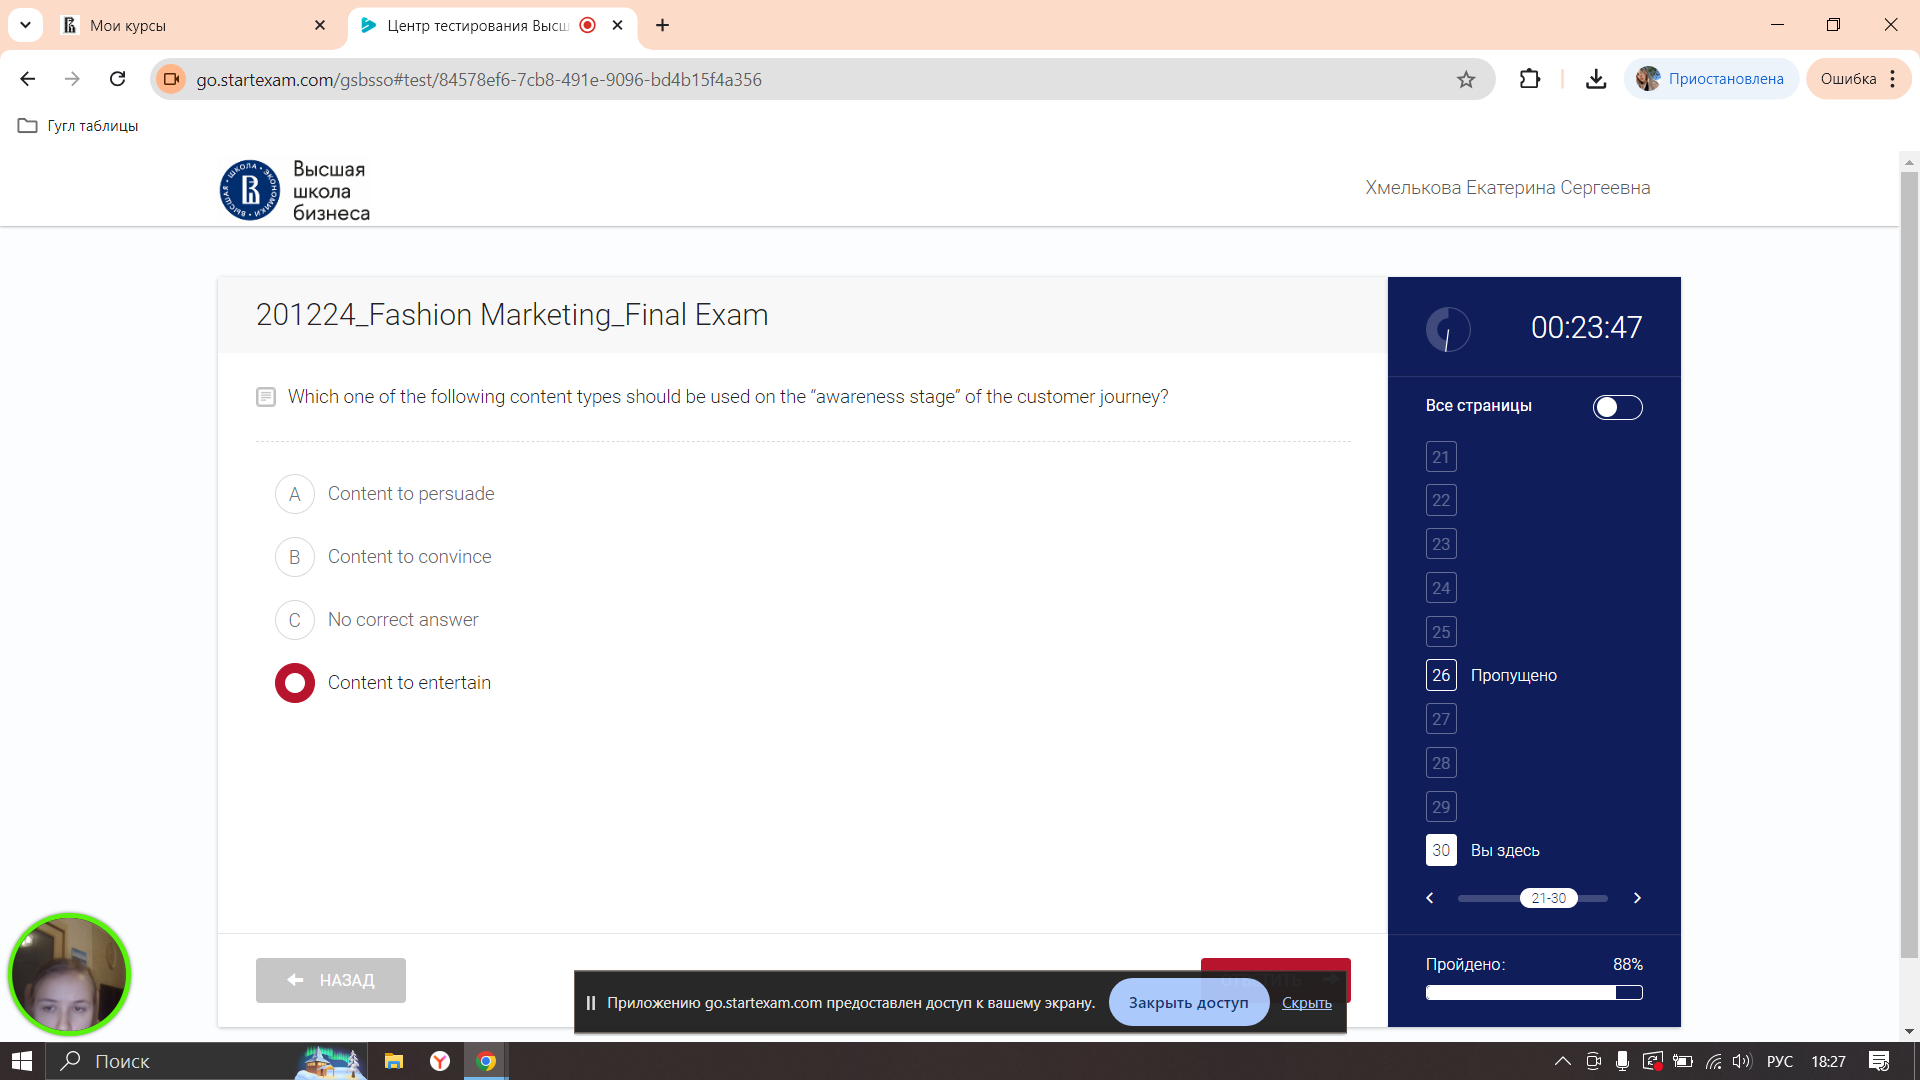 Мои курсы
Центр тестирования Высш
go.startexam.com/gsbsso#test/84578ef6-7cb8-491e-9096-bd4b15f4a356
Приостановлена
Ошибка
Гугл таблицы
Высшая
школа
бизнеса
Хмелькова Екатерина Сергеевна
201224_Fashion Marketing_Final Exam
00:23:47
Which one of the following content types should be used on the “awareness stage” of the customer journey?
Все страницы
A Content to persuade
B Content to convince
C No correct answer
Content to entertain
21
22
23
24
25
26 Пропущено
27
28
29
30 Вы здесь
21-30
Пройдено: 88%
НАЗАД
Приложению go.startexam.com предоставлен доступ к вашему экрану.
Закрыть доступ
Скрыть
Поиск
РУС
18:27